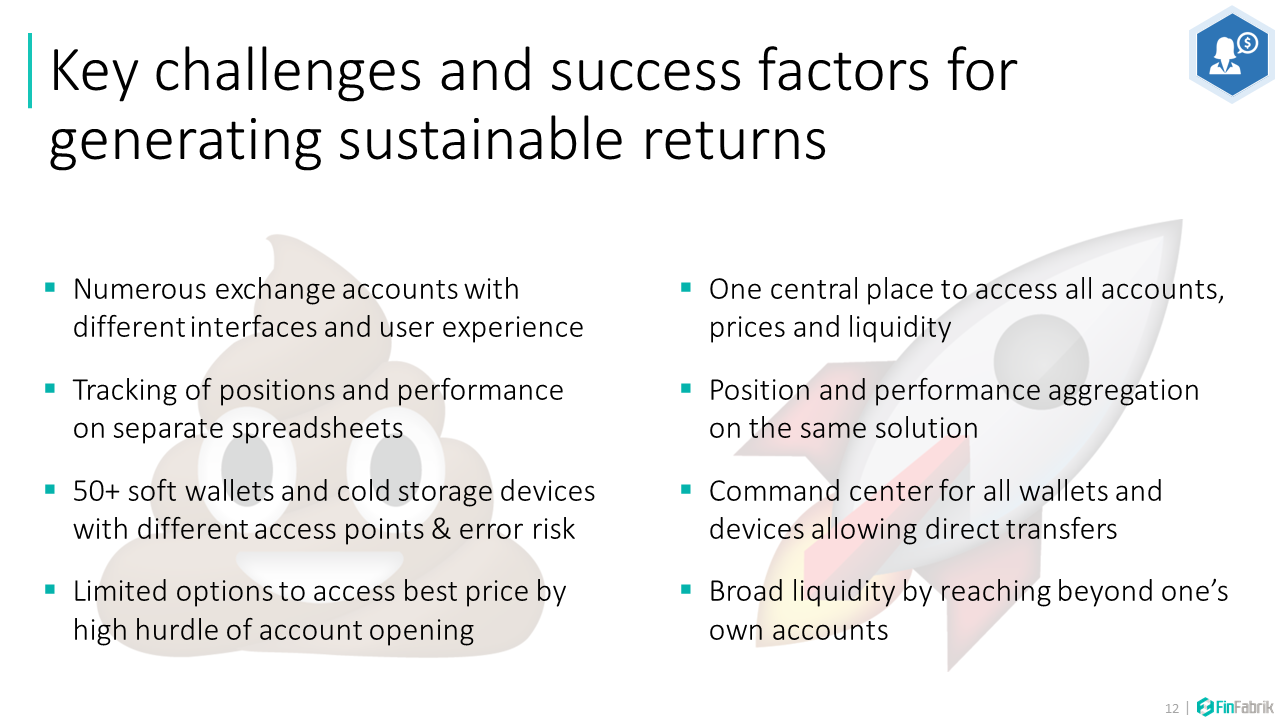 Key challenges and success factors for
generating sustainable returns
▪ Numerous exchange accounts with
different interfaces and user experience
▪ Tracking of positions and performance
on separate spreadsheets
▪ 50+ soft wallets and cold storage devices
with different access points & error risk
▪ Limited options to access best price by
high hurdle of account opening
▪ One central place to access all accounts,
prices and liquidity
▪ Position and performance aggregation
on the same solution
▪ Command center for all wallets and
devices allowing direct transfers
▪ Broad liquidity by reaching beyond one’s
own accounts
$
12 | FinFabrik